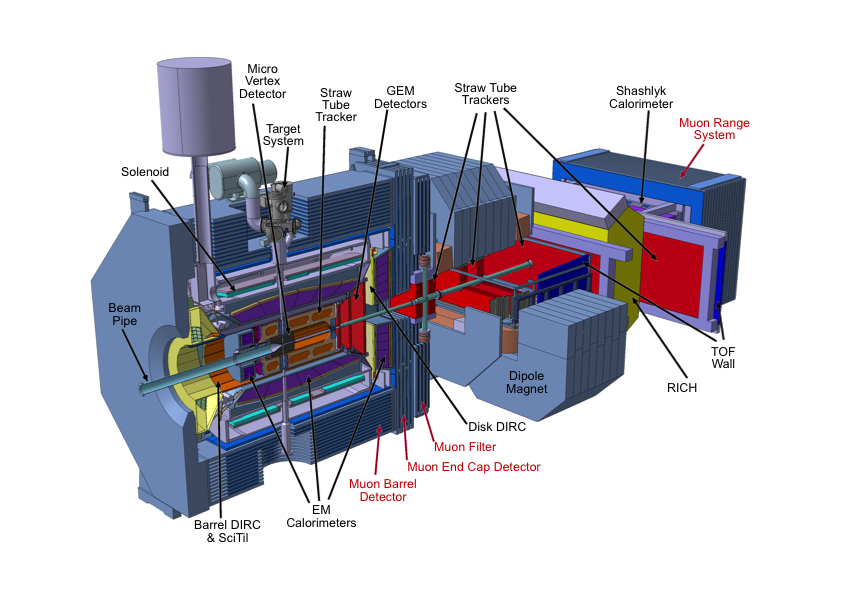 Micro
Vertex
Detector
Straw
Tube
Tracker
GEM
Detectors
Straw Tube
Trackers
Shashlyk
Calorimeter
Muon Range
System
Target
System
Solenoid
Beam
Pipe
Dipole
Magnet
TOF
Wall
RICH
Disk DIRC
Muon Filter
Muon End Cap Detector
Muon Barrel
Detector
EM
Calorimeters
Barrel DIRC
& SciTil